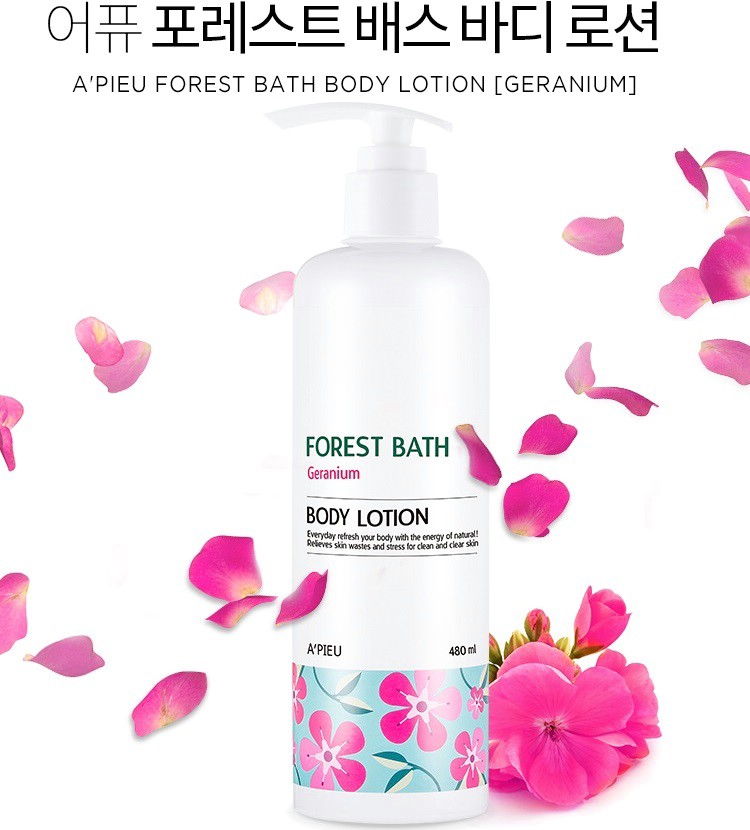 어퓨 포레스트 배스 바디 로션
A'PIEU FOREST BATH BODY LOTION [GERANIUM]
FOREST BATH
Geranium
BODY LOTION
Everyday refresh your body with the energy of natural!
Relieves skin wastes and stress for clean and clear skin
A'PIEU 480 ml